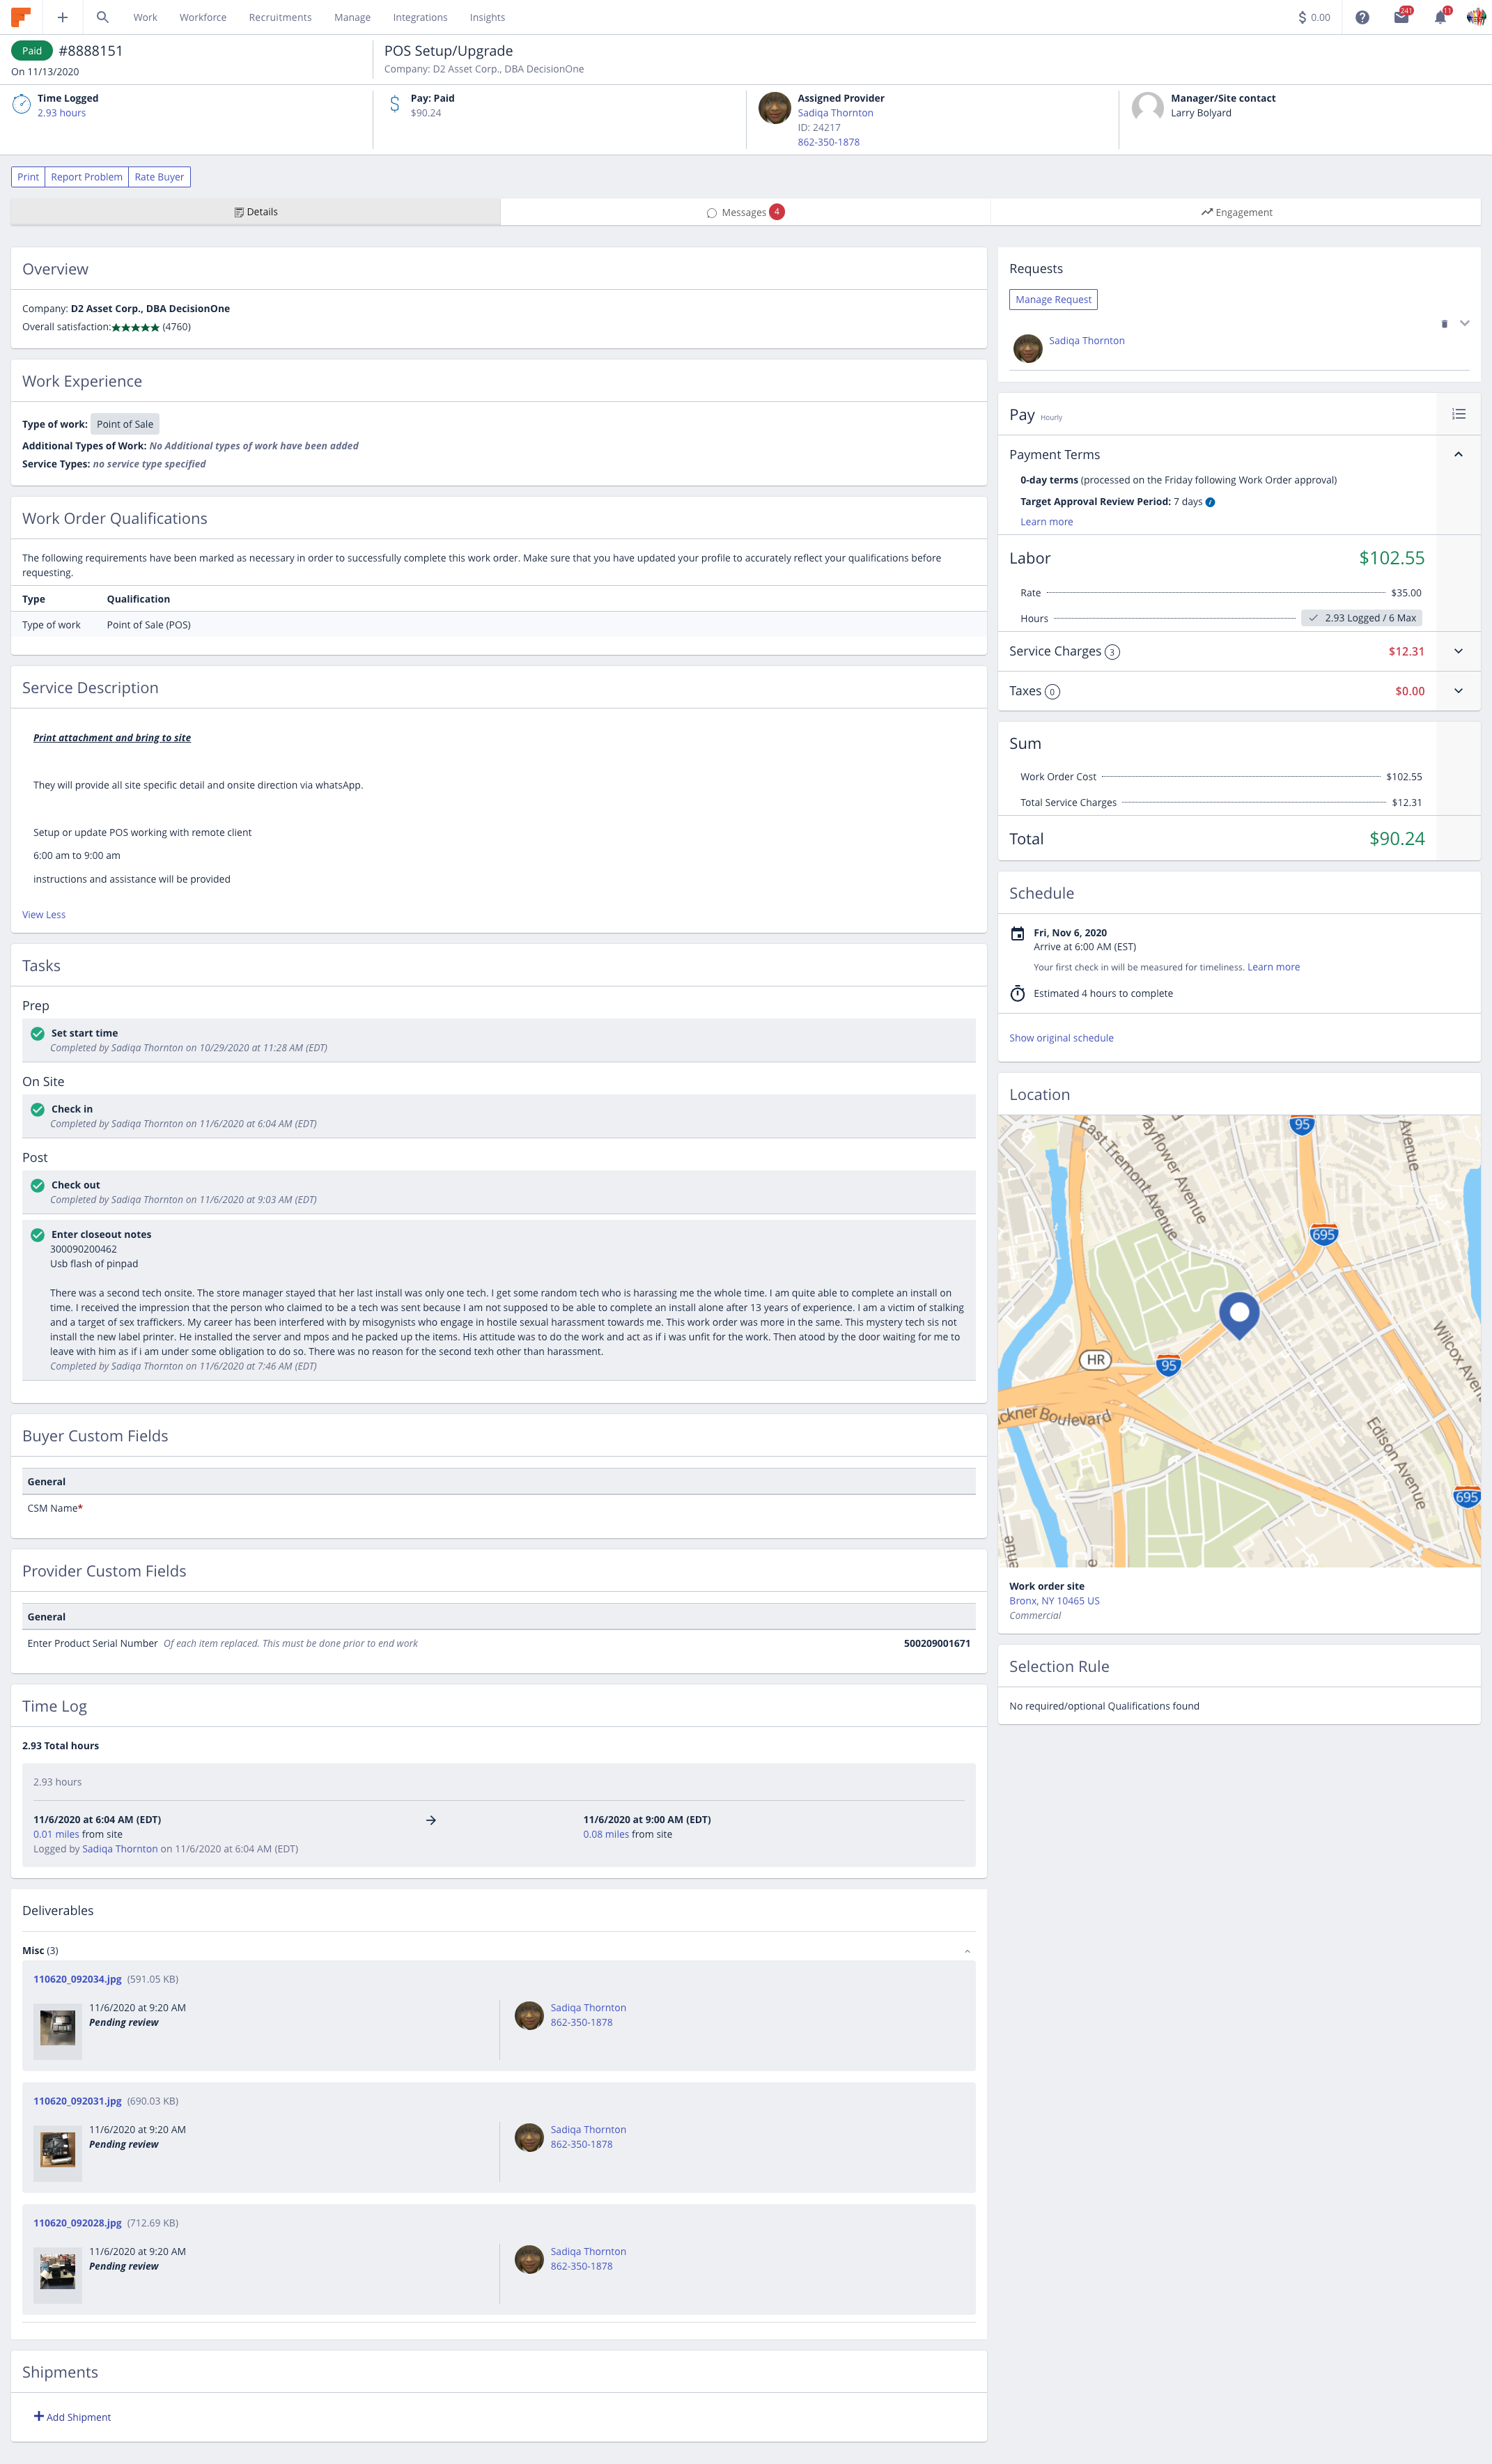 Work Workforce Recruitments Manage Integrations Insights
$ 0.00
241
11
Paid #8888151
On 11/13/2020
POS Setup/Upgrade
Company: D2 Asset Corp., DBA DecisionOne
Time Logged
2.93 hours
Pay: Paid
$90.24
Assigned Provider
Sadiqa Thornton
ID: 24217
862-350-1878
Manager/Site contact
Larry Bolyard
Print Report Problem Rate Buyer
Details
Messages 4
Engagement
Overview
Company: D2 Asset Corp., DBA DecisionOne
Overall satisfaction:★★★★★ (4760)
Work Experience
Type of work: Point of Sale
Additional Types of Work: No Additional types of work have been added
Service Types: no service type specified
Work Order Qualifications
The following requirements have been marked as necessary in order to successfully complete this work order. Make sure that you have updated your profile to accurately reflect your qualifications before
requesting.
Type Qualification
Type of work Point of Sale (POS)
Service Description
Print attachment and bring to site
They will provide all site specific detail and onsite direction via whatsApp.
Setup or update POS working with remote client
6:00 am to 9:00 am
instructions and assistance will be provided
View Less
Tasks
Prep
Set start time
Completed by Sadiqa Thornton on 10/29/2020 at 11:28 AM (EDT)
On Site
Check in
Completed by Sadiqa Thornton on 11/6/2020 at 6:04 AM (EDT)
Post
Check out
Completed by Sadiqa Thornton on 11/6/2020 at 9:03 AM (EDT)
Enter closeout notes
300090200462
Usb flash of pinpad
There was a second tech onsite. The store manager stayed that her last install was only one tech. I get some random tech who is harassing me the whole time. I am quite able to complete an install on
time. I received the impression that the person who claimed to be a tech was sent because I am not supposed to be able to complete an install alone after 13 years of experience. I am a victim of stalking
and a target of sex traffickers. My career has been interfered with by misogynists who engage in hostile sexual harassment towards me. This work order was more in the same. This mystery tech sis not
install the new label printer. He installed the server and mpos and he packed up the items. His attitude was to do the work and act as if i was unfit for the work. Then atood by the door waiting for me to
leave with him as if i am under some obligation to do so. There was no reason for the second texh other than harassment.
Completed by Sadiqa Thornton on 11/6/2020 at 7:46 AM (EDT)
Buyer Custom Fields
General
CSM Name*
Provider Custom Fields
General
Enter Product Serial Number Of each item replaced. This must be done prior to end work 500209001671
Time Log
2.93 Total hours
2.93 hours
11/6/2020 at 6:04 AM (EDT) → 11/6/2020 at 9:00 AM (EDT)
0.01 miles from site 0.08 miles from site
Logged by Sadiqa Thornton on 11/6/2020 at 6:04 AM (EDT)
Deliverables
Misc (3)
110620_092034.jpg (591.05 KB)
11/6/2020 at 9:20 AM
Pending review
Sadiqa Thornton
862-350-1878
110620_092031.jpg (690.03 KB)
11/6/2020 at 9:20 AM
Pending review
Sadiqa Thornton
862-350-1878
110620_092028.jpg (712.69 KB)
11/6/2020 at 9:20 AM
Pending review
Sadiqa Thornton
862-350-1878
Shipments
+ Add Shipment
Requests
Manage Request
Sadiqa Thornton
Pay Hourly
Payment Terms
0-day terms (processed on the Friday following Work Order approval)
Target Approval Review Period: 7 days
Learn more
Labor $102.55
Rate $35.00
Hours 2.93 Logged / 6 Max
Service Charges 3 $12.31
Taxes 0 $0.00
Sum
Work Order Cost $102.55
Total Service Charges $12.31
Total $90.24
Schedule
Fri, Nov 6, 2020
Arrive at 6:00 AM (EST)
Your first check in will be measured for timeliness. Learn more
Estimated 4 hours to complete
Show original schedule
Location
95
East Tremont Avenue
ayflower Avenue
Avenue
695
HR
95
Wilcox Aven
ckner Boulevard
Edison Avenue
695
enue
e
Work order site
Bronx, NY 10465 US
Commercial
Selection Rule
No required/optional Qualifications found